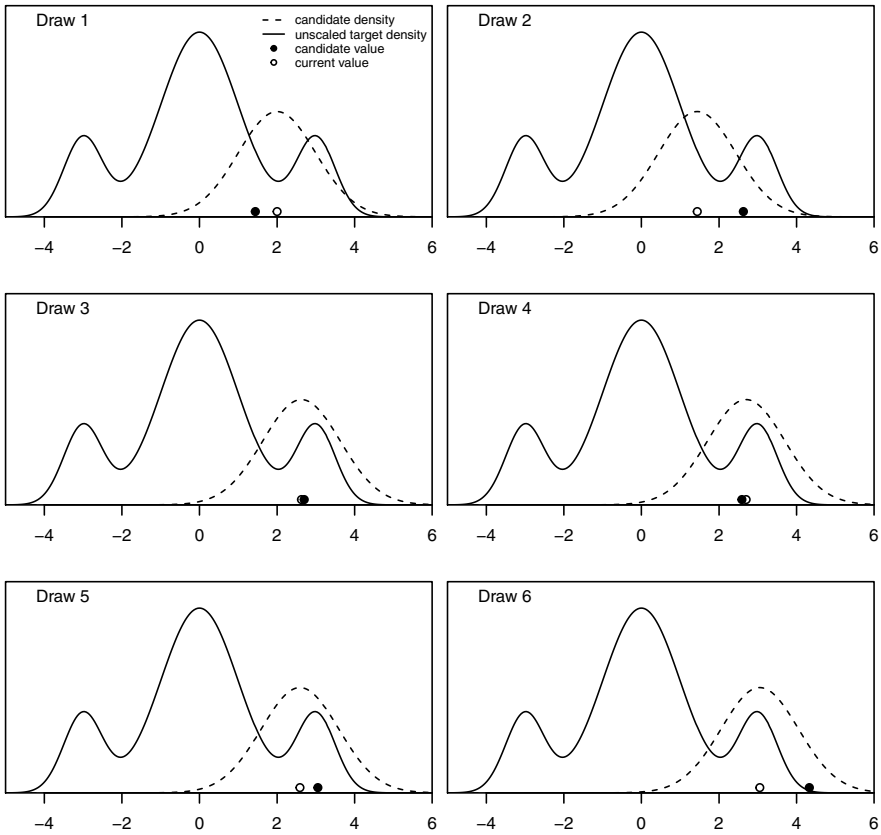 Draw 1
candidate density
unscaled target density
candidate value
current value
−4 −2 0 2 4 6
Draw 2
−4 −2 0 2 4 6
Draw 3
−4 −2 0 2 4 6
Draw 4
−4 −2 0 2 4 6
Draw 5
−4 −2 0 2 4 6
Draw 6
−4 −2 0 2 4 6